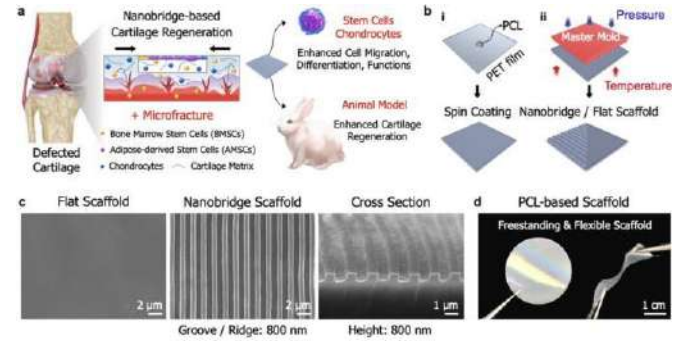 a
Nanobridge-based
Cartilage Regeneration
+ Microfracture
Bone Marrow Stem Cells (BMSCs)
Adipose-derived Stem Cells (AMSCs)
Chondrocytes
Cartilage Matrix
Defected
Cartilage
Stem Cells
Chondrocytes
Enhanced Cell Migration,
Differentiation, Functions
Animal Model
Enhanced Cartilage
Regeneration
b
i
PCL
PET film
Spin Coating
ii
Pressure
Master Mold
Temperature
Nanobridge / Flat Scaffold
c
Flat Scaffold
2 μm
Nanobridge Scaffold
2 μm
Groove / Ridge: 800 nm
Cross Section
1 μm
Height: 800 nm
d
PCL-based Scaffold
Freestanding & Flexible Scaffold
1 cm